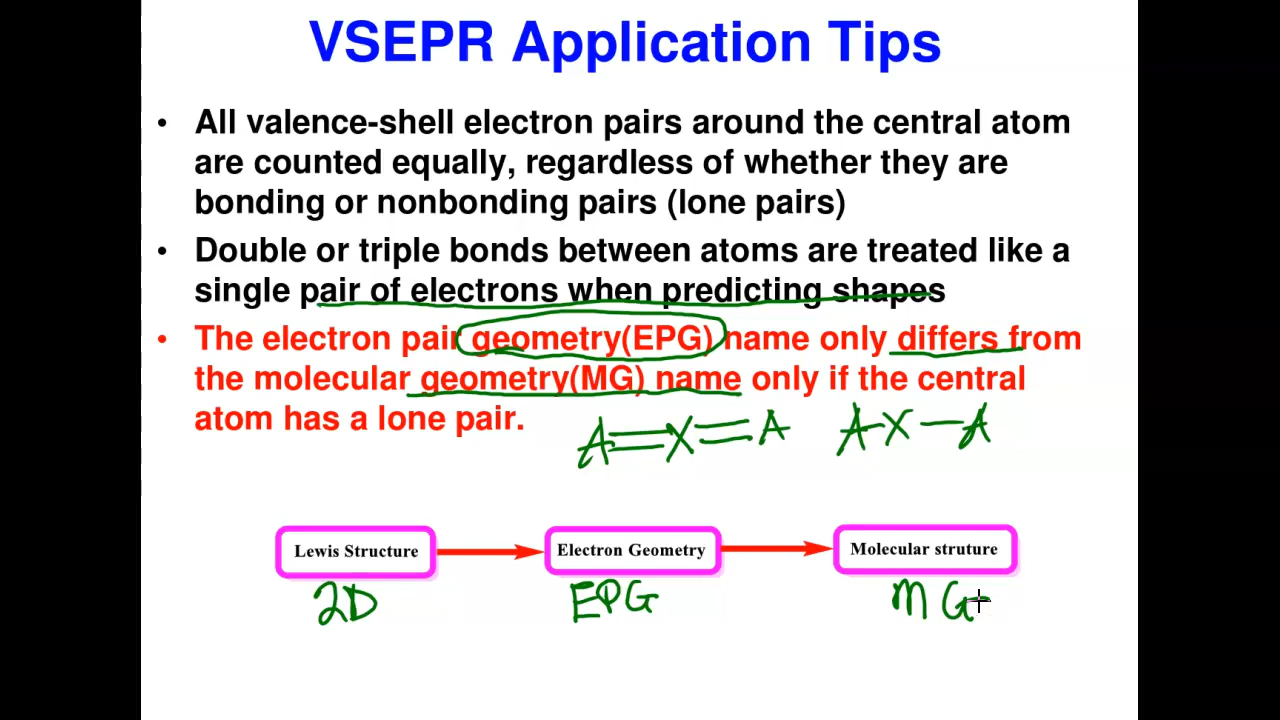 VSEPR Application Tips
• All valence-shell electron pairs around the central atom
are counted equally, regardless of whether they are
bonding or nonbonding pairs (lone pairs)
• Double or triple bonds between atoms are treated like a
single pair of electrons when predicting shapes
• The electron pair geometry(EPG) name only differs from
the molecular geometry(MG) name only if the central
atom has a lone pair.
A=X=A A-X-A
Lewis Structure Electron Geometry Molecular struture
2D EPG MG